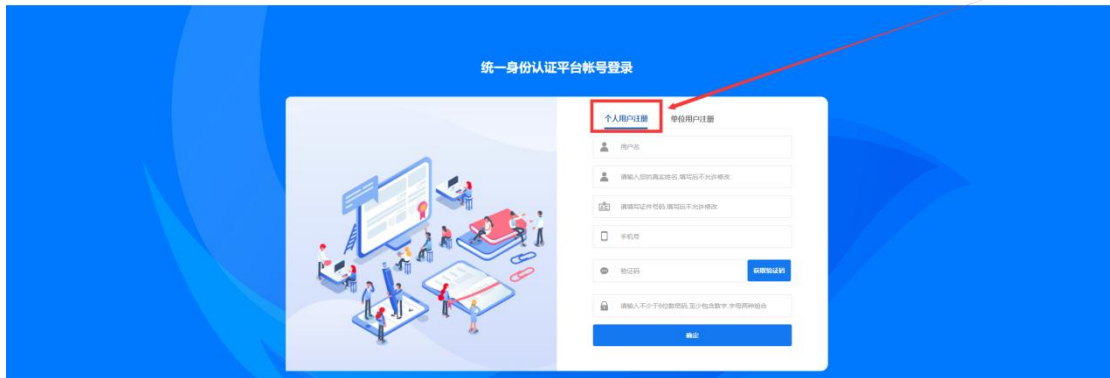 统一身份认证平台帐号登录
个人用户注册 单位用户注册
用户名
请输入您的真实姓名,填写后不允许修改
请填写证件号码,填写后不允许修改
手机号
验证码 获取验证码
请输入不少于8位数密码,至少包含数字,字母两种组合
确定